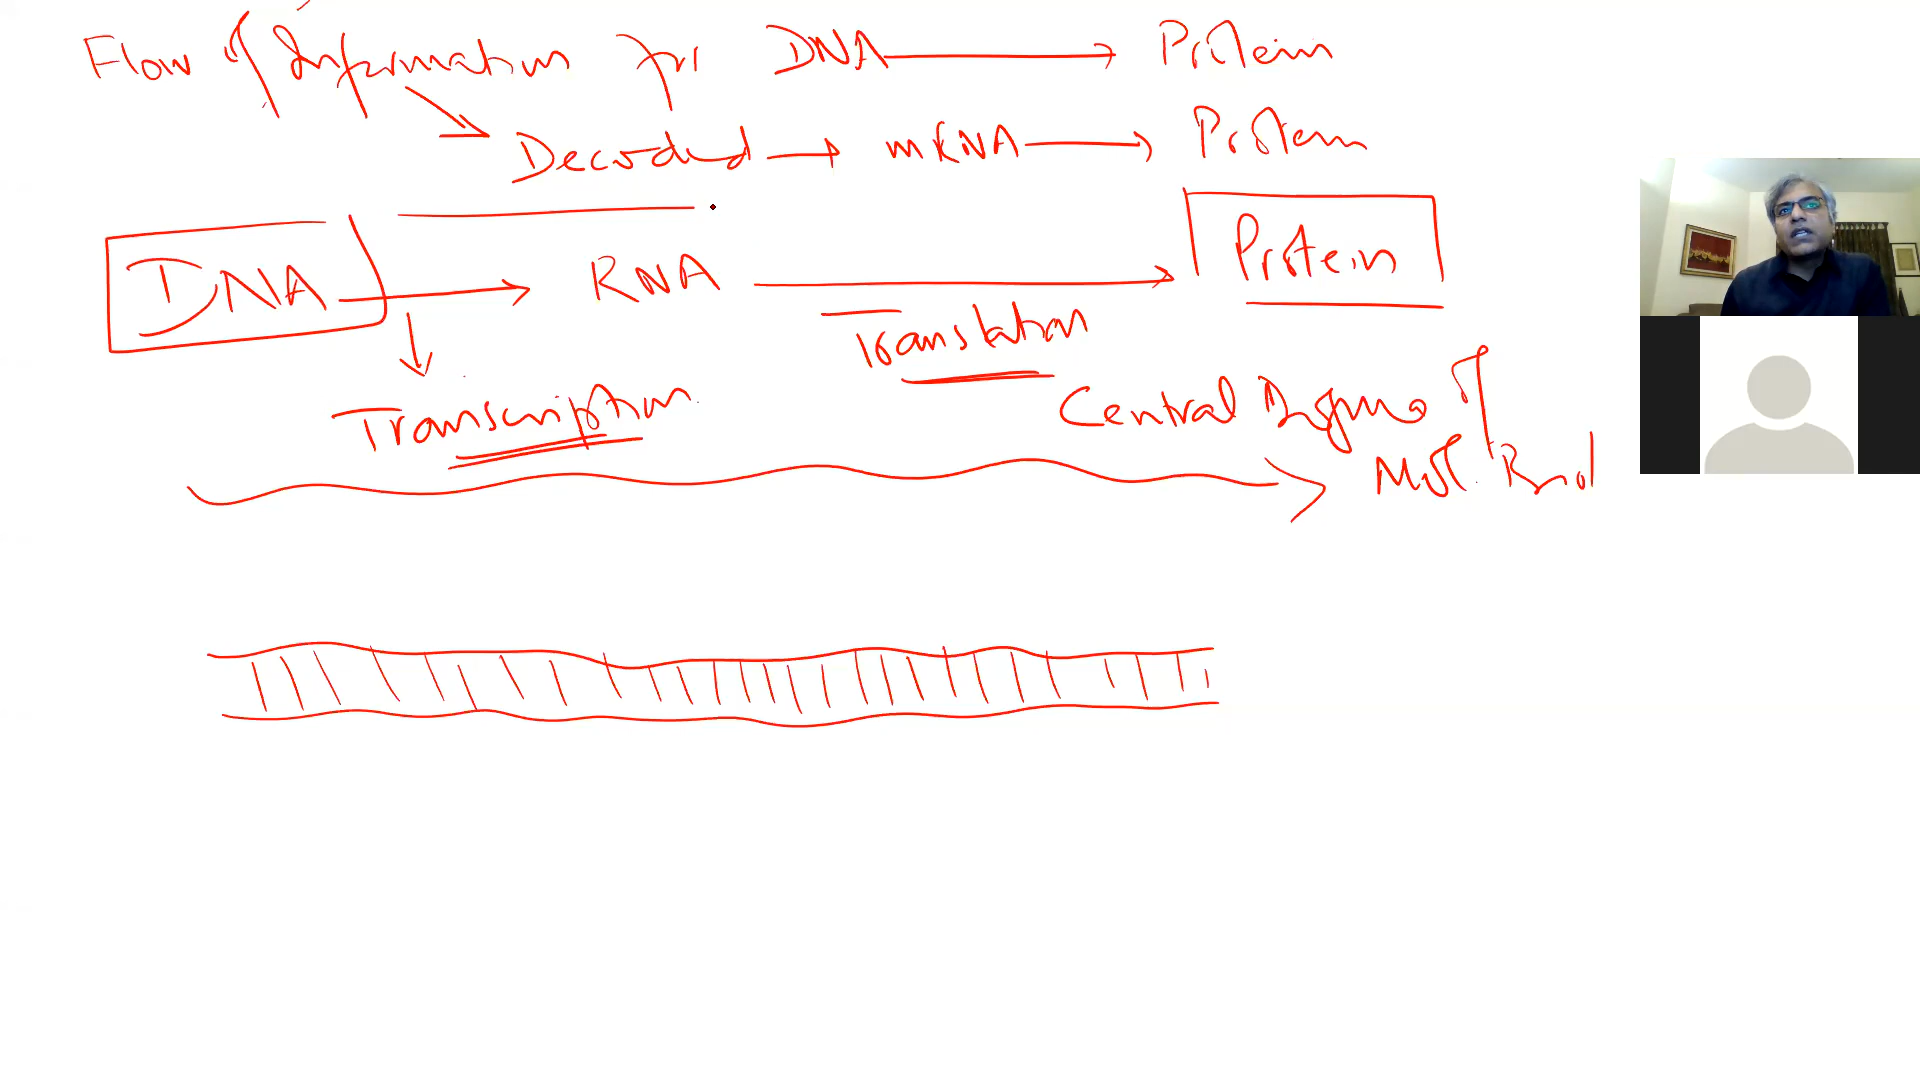 Flow of Information for DNA → Protein
Decoded → mRNA → Protein
DNA → RNA → Protein
Translation
Transcription
Central Dogma of
Mol. Biol